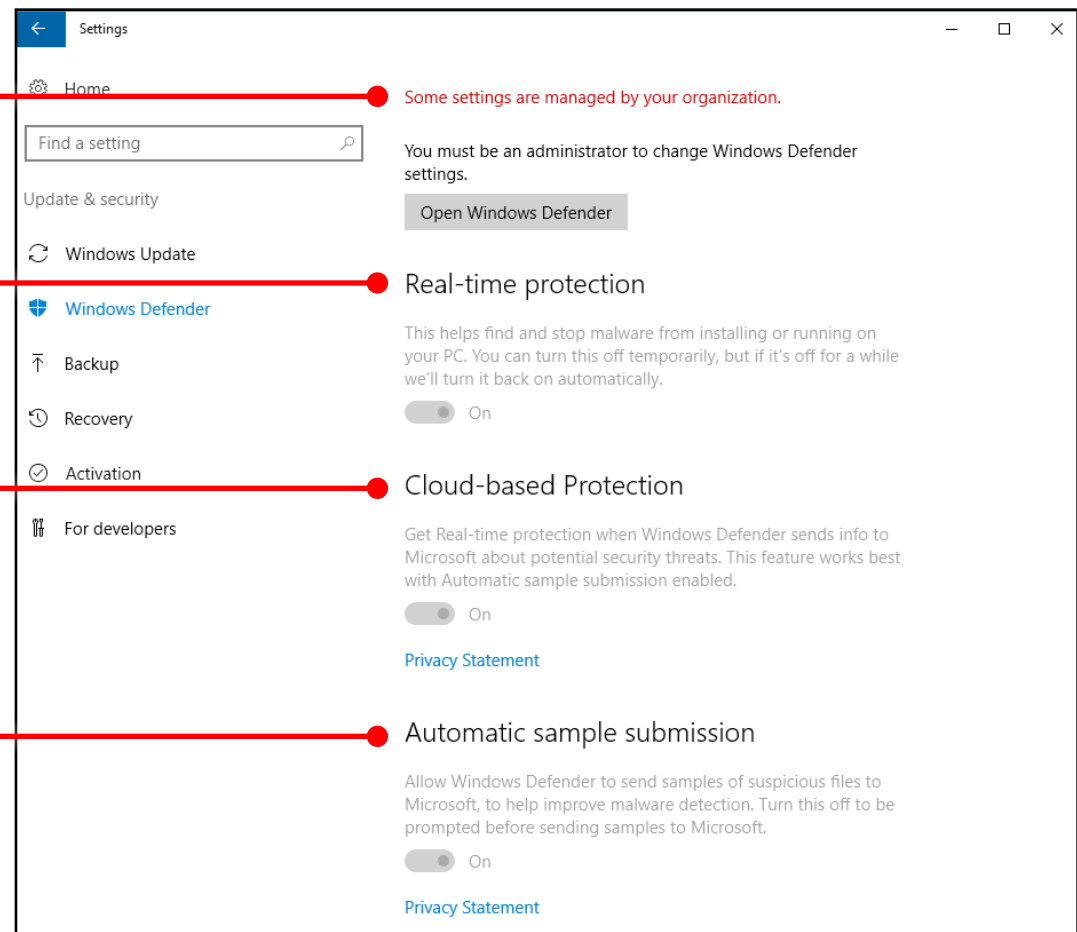 Settings
Home
Find a setting
Update & security
Windows Update
Windows Defender
Backup
Recovery
Activation
For developers
Some settings are managed by your organization.
You must be an administrator to change Windows Defender
settings.
Open Windows Defender
Real-time protection
This helps find and stop malware from installing or running on
your PC. You can turn this off temporarily, but if it's off for a while
we'll turn it back on automatically.
On
Cloud-based Protection
Get Real-time protection when Windows Defender sends info to
Microsoft about potential security threats. This feature works best
with Automatic sample submission enabled.
On
Privacy Statement
Automatic sample submission
Allow Windows Defender to send samples of suspicious files to
Microsoft, to help improve malware detection. Turn this off to be
prompted before sending samples to Microsoft.
On
Privacy Statement